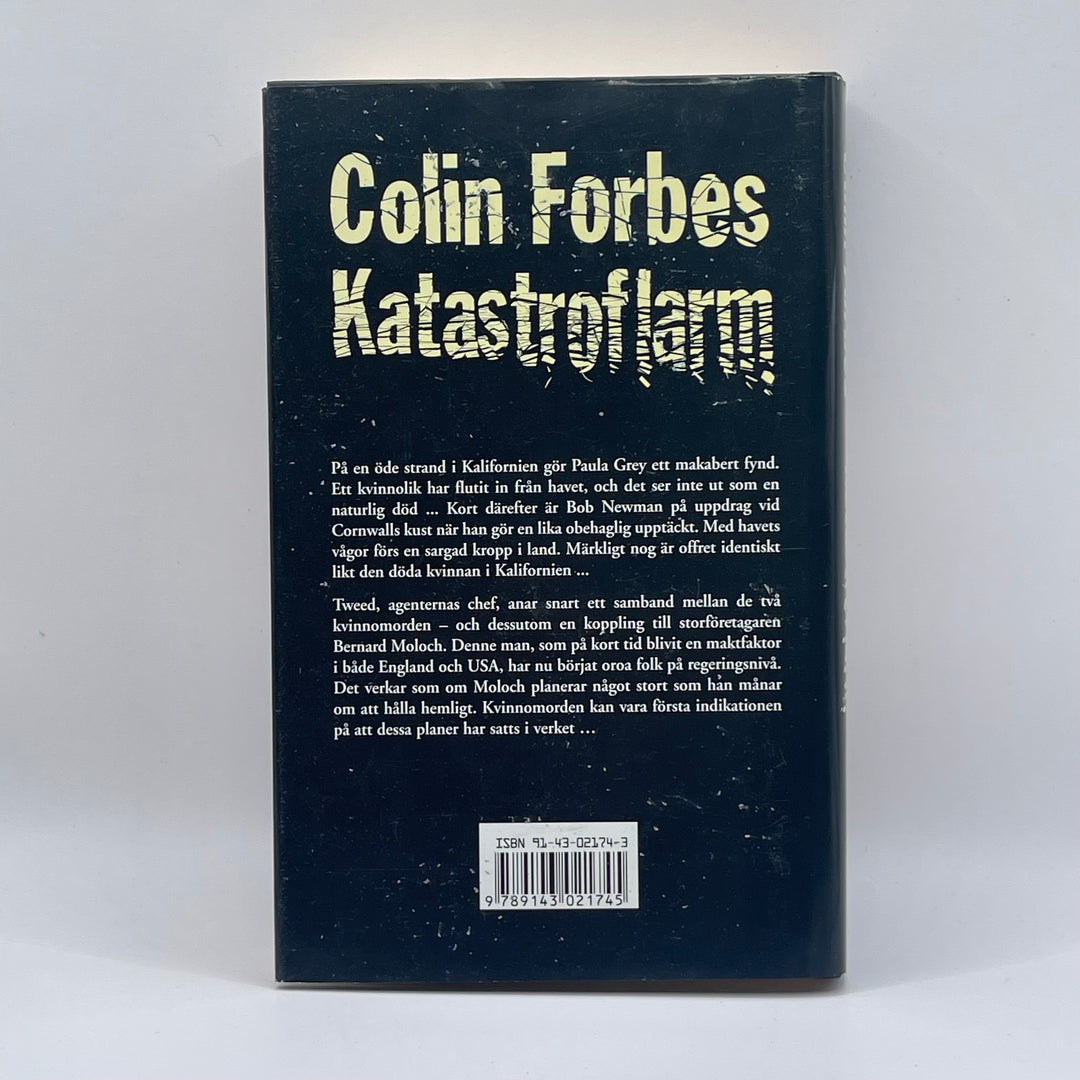 Colin Forbes
Katastroflarm
På en öde strand i Kalifornien gör Paula Grey ett makabert fynd.
Ett kvinnolik har flutit in från havet, och det ser inte ut som en
naturlig död ... Kort därefter är Bob Newman på uppdrag vid
Cornwalls kust när han gör en lika obehaglig upptäckt. Med havets
vågor förs en sargad kropp i land. Märkligt nog är offret identiskt
likt den döda kvinnan i Kalifornien ...
Tweed, agenternas chef, anar snart ett samband mellan de två
kvinnomorden – och dessutom en koppling till storföretagaren
Bernard Moloch. Denne man, som på kort tid blivit en maktfaktor
i både England och USA, har nu börjat oroa folk på regeringsnivå.
Det verkar som om Moloch planerar något stort som han månar
om att hålla hemligt. Kvinnomorden kan vara första indikationen
på att dessa planer har satts i verket ...
ISBN 91-43-02174-3
9 789143 021745